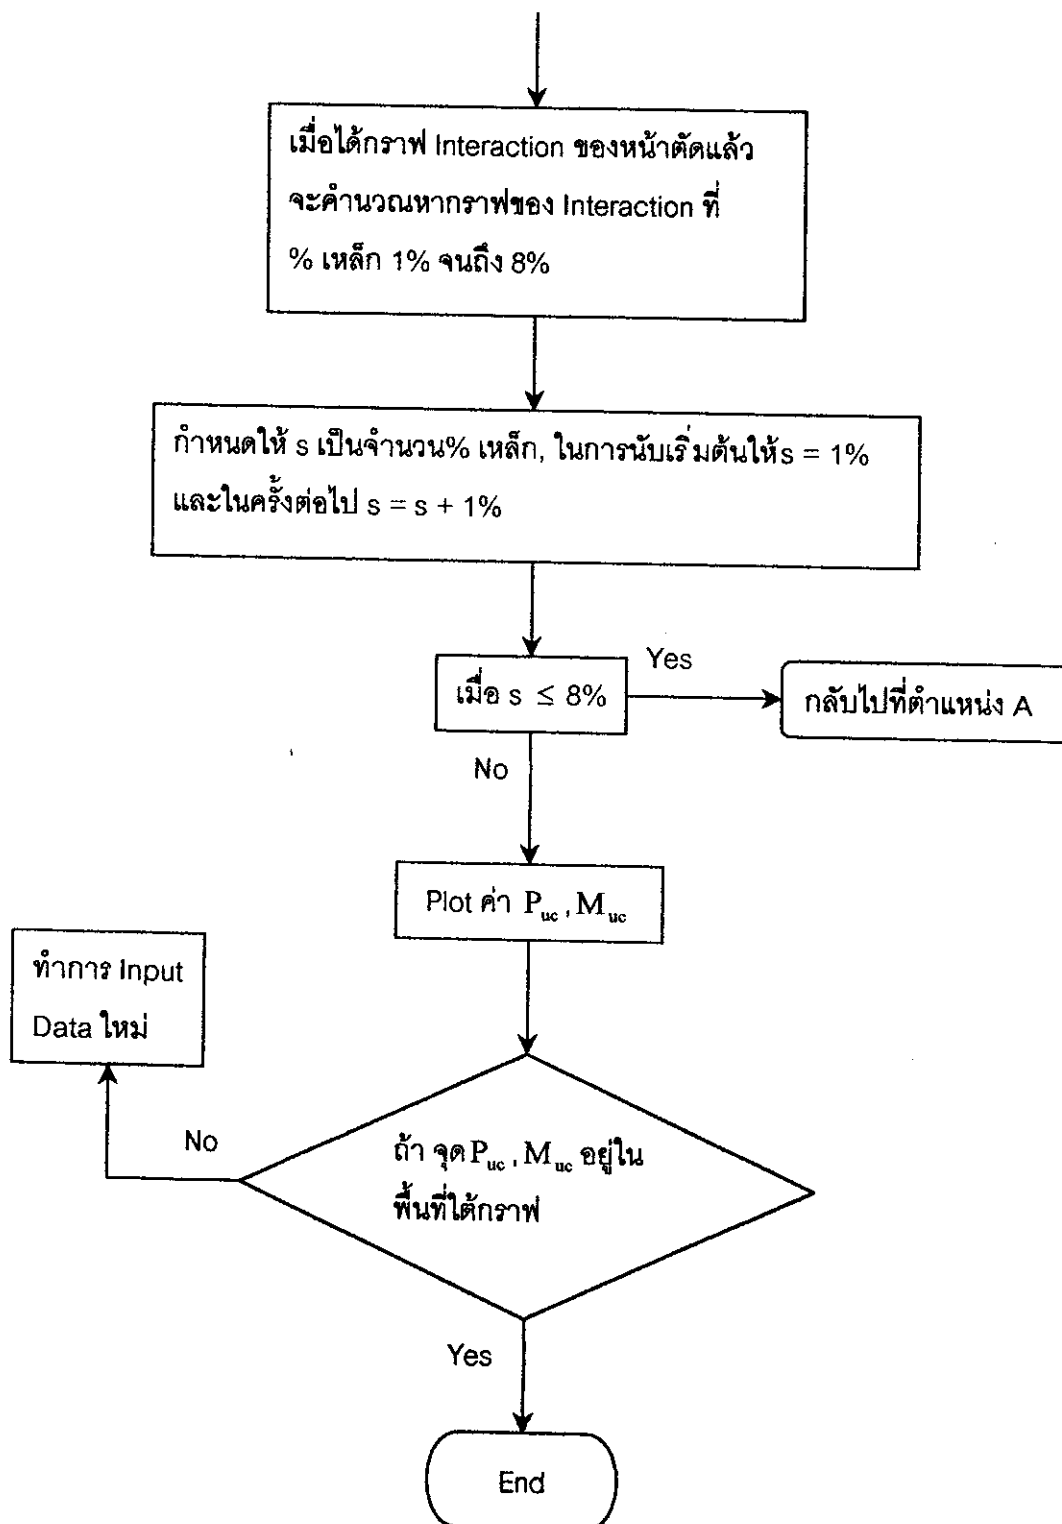 เมื่อได้กราฟ Interaction ของหน้าตัดแล้ว
จะคำนวณหากราฟของ Interaction ที่
% เหล็ก 1% จนถึง 8%
กำหนดให้ s เป็นจำนวน% เหล็ก, ในการนับเริ่มต้นให้s = 1%
และในครั้งต่อไป s = s + 1%
เมื่อ s ≤ 8%
Yes
กลับไปที่ตำแหน่ง A
No
Plot ค่า P_uc , M_uc
ทำการ Input
Data ใหม่
No
ถ้า จุด P_uc , M_uc อยู่ใน
พื้นที่ใต้กราฟ
Yes
End